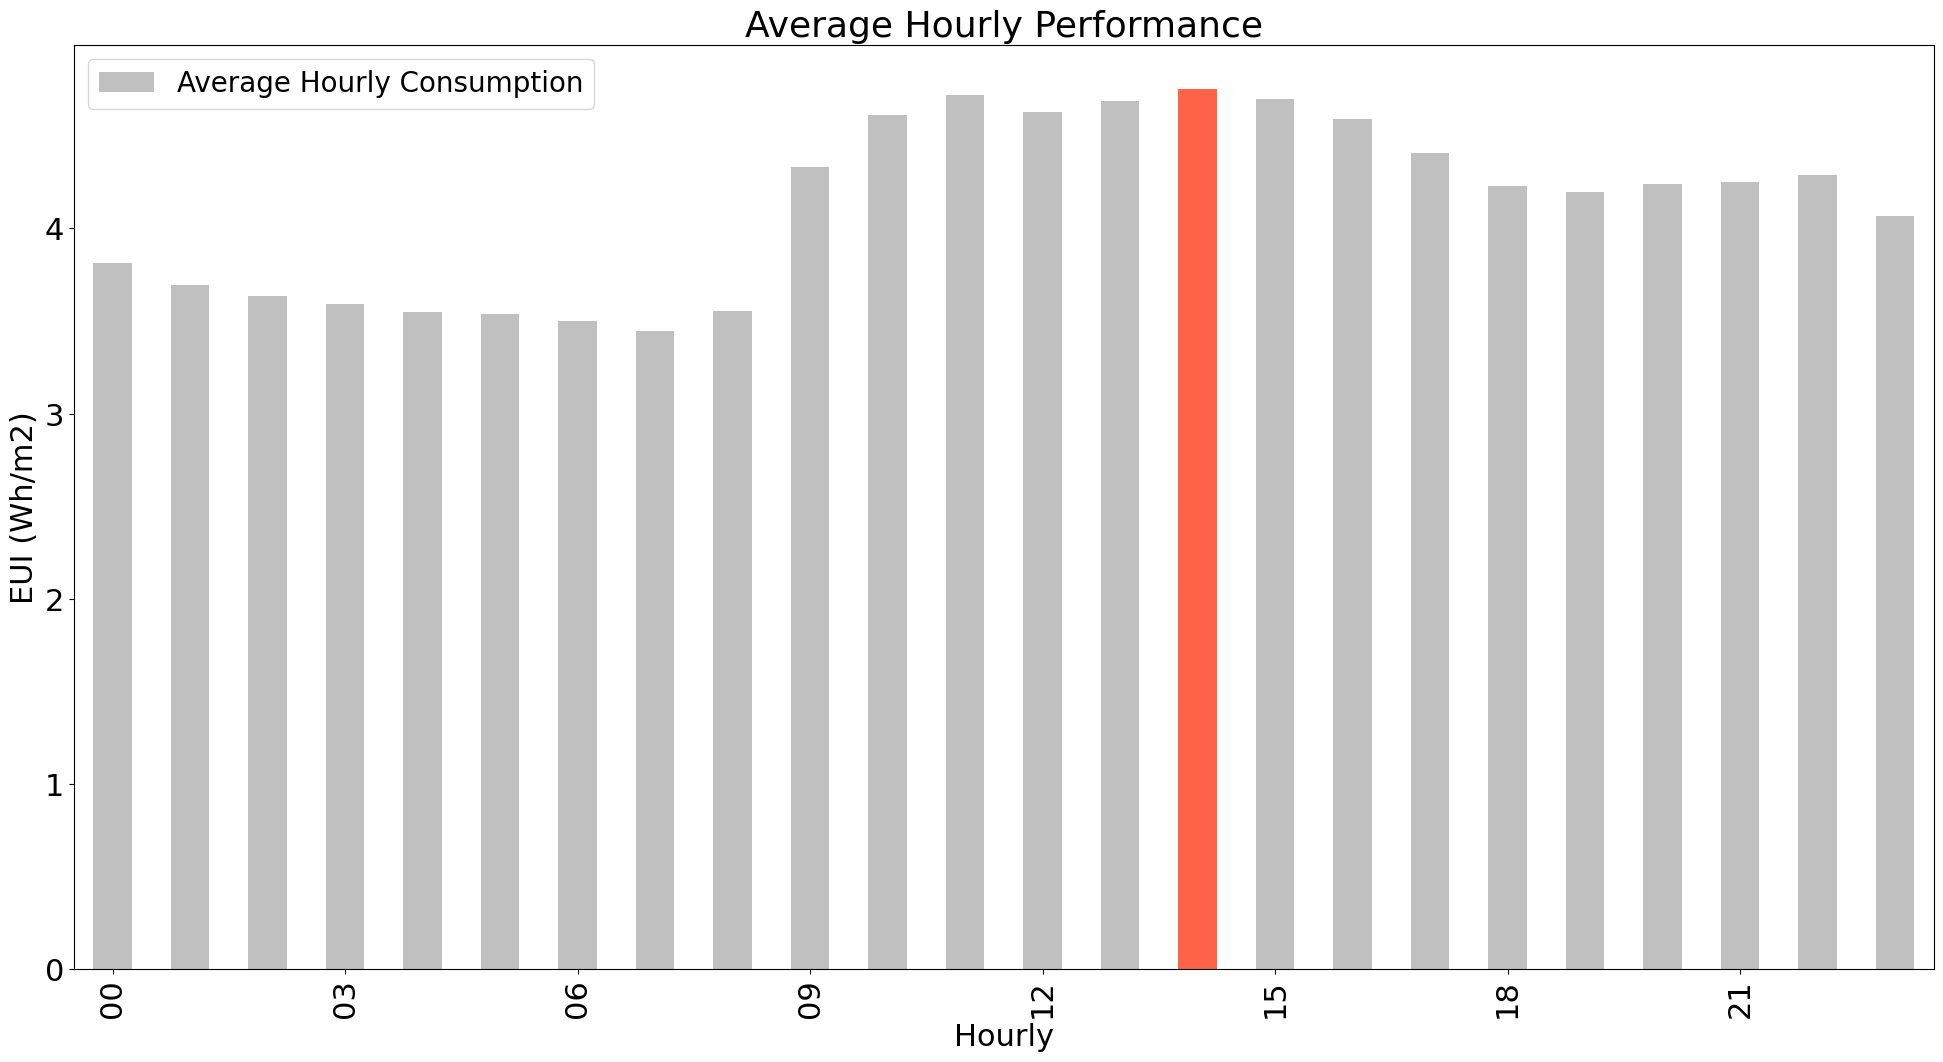 Average Hourly Performance
Average Hourly Consumption
EUI (Wh/m2)
4
3
2
1
0
00 03 06 09 12 15 18 21
Hourly